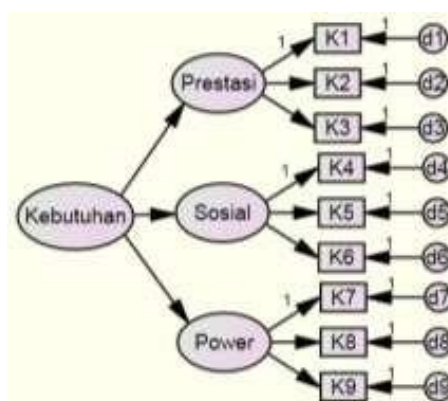 1 K1 1 d1
Prestasi K2 1 d2
K3 1 d3
1 K4 1 d4
Kebutuhan Sosial K5 1 d5
K6 1 d6
1 K7 1 d7
Power K8 1 d8
K9 1 d9